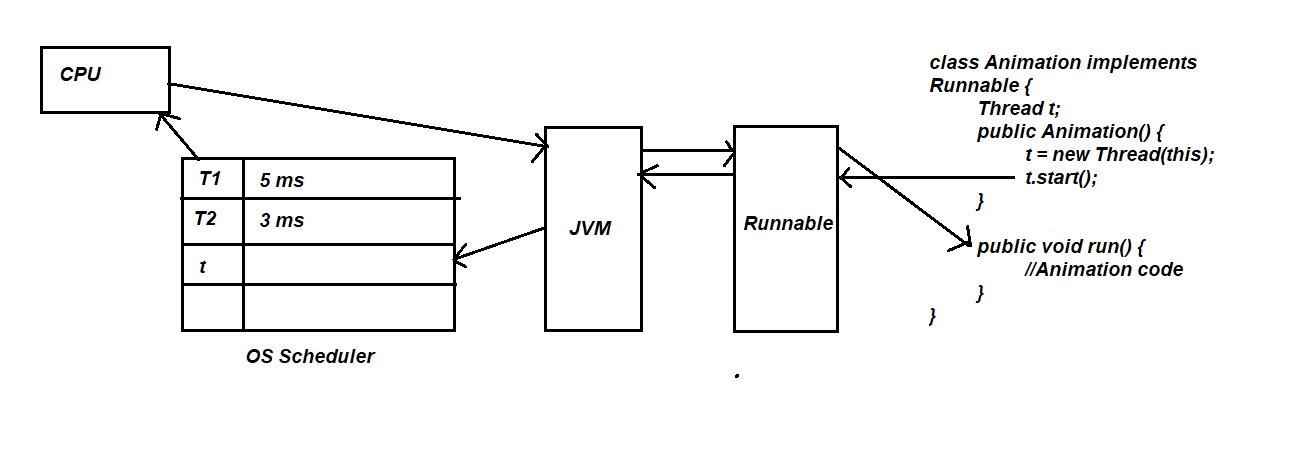 CPU
T1 5 ms
T2 3 ms
t
OS Scheduler
JVM
Runnable
class Animation implements
Runnable {
Thread t;
public Animation() {
t = new Thread(this);
t.start();
}
public void run() {
//Animation code
}
}